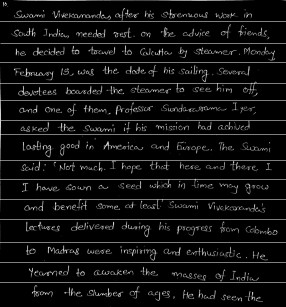 Swami Vivekananda, after his strenuous work in
South India, needed rest. on the advice of friends,
he decided to travel to Calcutta by steamer. Monday,
February 15, was the date of his sailing. Several
devotees boarded the steamer to see him off,
and one of them, Professor Sundararama Iyer,
asked the Swami if his mission had achived
lasting good in America and Europe. The Swami
said: 'Not much. I hope that here and there I
I have sown a seed which in time may grow
and benefit some at least.' Swami Vivekananda's
lectures delivered during his progress from Colombo
to Madras were inspiring and enthusiastic. He
Yearned to awaken the masses of India
from the slumber of ages. He had seen the